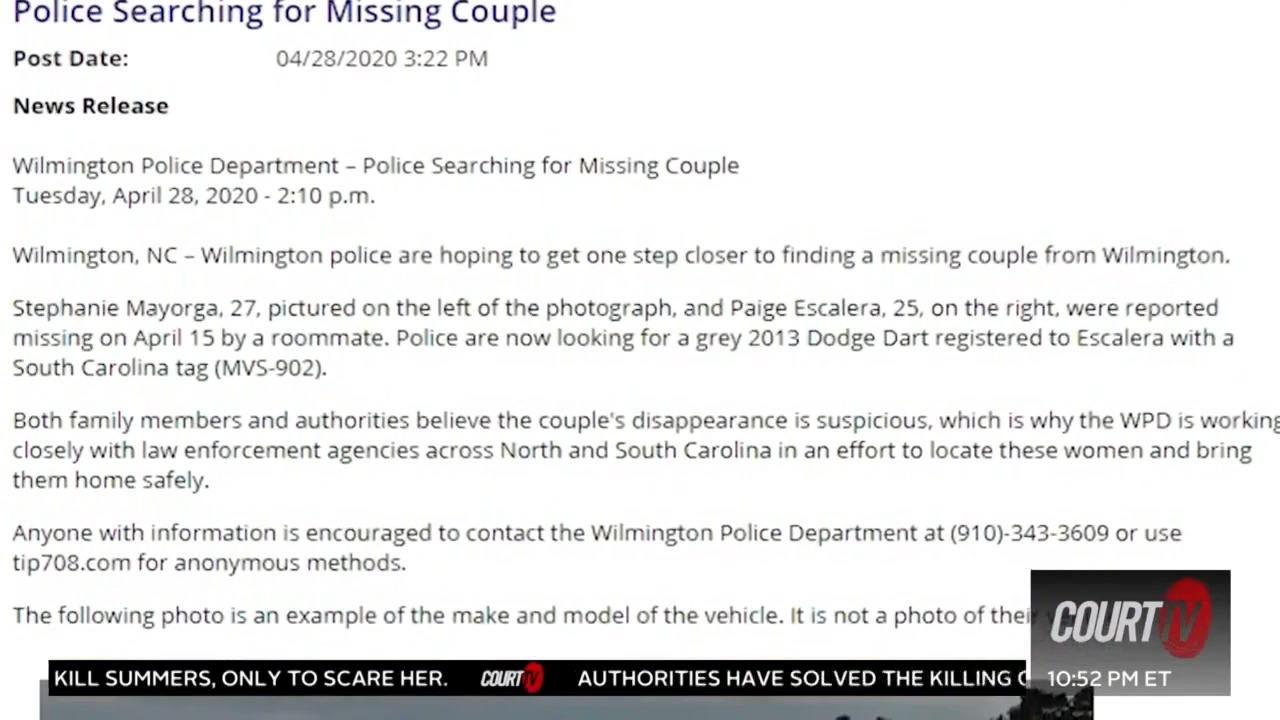 Police Searching for Missing Couple
Post Date: 04/28/2020 3:22 PM
News Release
Wilmington Police Department – Police Searching for Missing Couple
Tuesday, April 28, 2020 - 2:10 p.m.
Wilmington, NC – Wilmington police are hoping to get one step closer to finding a missing couple from Wilmington.
Stephanie Mayorga, 27, pictured on the left of the photograph, and Paige Escalera, 25, on the right, were reported
missing on April 15 by a roommate. Police are now looking for a grey 2013 Dodge Dart registered to Escalera with a
South Carolina tag (MVS-902).
Both family members and authorities believe the couple's disappearance is suspicious, which is why the WPD is working
closely with law enforcement agencies across North and South Carolina in an effort to locate these women and bring
them home safely.
Anyone with information is encouraged to contact the Wilmington Police Department at (910)-343-3609 or use
tip708.com for anonymous methods.
The following photo is an example of the make and model of the vehicle. It is not a photo of their
COURT TV
KILL SUMMERS, ONLY TO SCARE HER. COURT TV AUTHORITIES HAVE SOLVED THE KILLING
10:52 PM ET